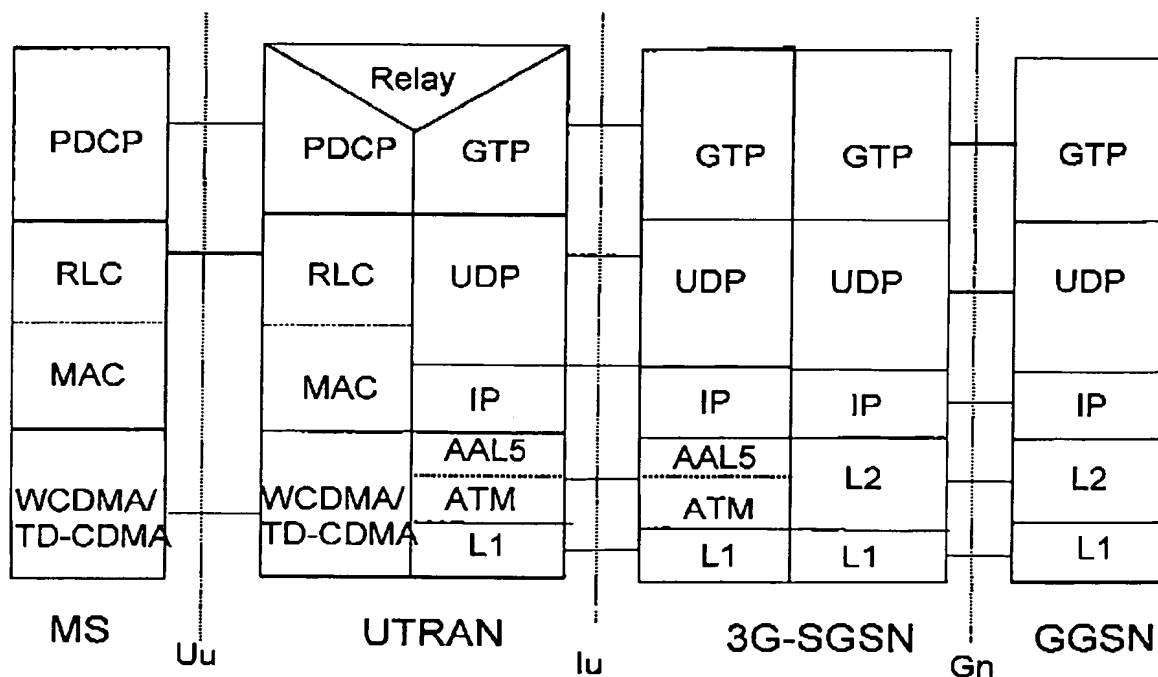 Relay
PDCP
PDCP
GTP
GTP
GTP
GTP
RLC
RLC
UDP
UDP
UDP
UDP
MAC
MAC
IP
IP
IP
IP
AAL5
AAL5
WCDMA/
TD-CDMA
WCDMA/
TD-CDMA
ATM
ATM
L2
L2
L1
L1
L1
L1
MS
UTRAN
3G-SGSN
GGSN
Uu
Iu
Gn